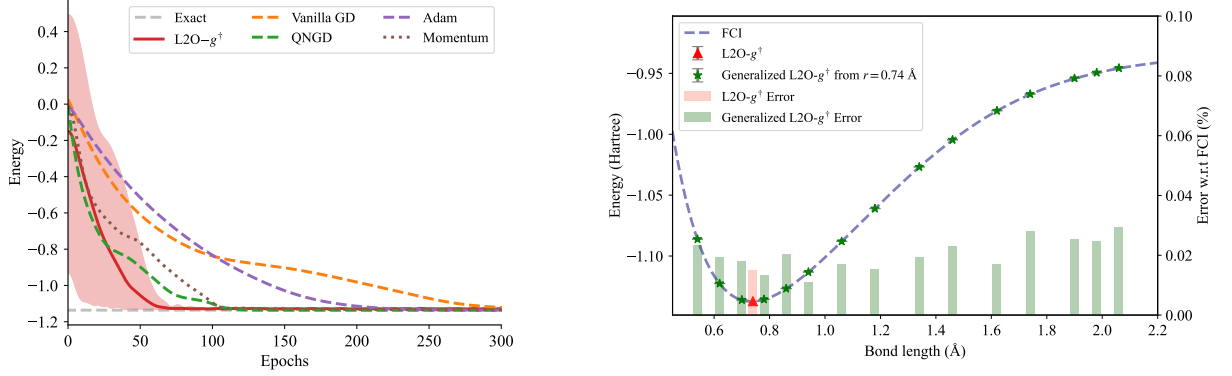 Exact
L2O−g†
Vanilla GD
QNGD
Adam
Momentum
0.4
0.2
0.0
−0.2
−0.4
−0.6
−0.8
−1.0
−1.2
Energy
0 50 100 150 200 250 300
Epochs
FCI
L2O-g†
Generalized L2O-g† from r = 0.74 Å
L2O-g† Error
Generalized L2O-g† Error
−0.95
−1.00
−1.05
−1.10
Energy (Hartree)
0.6 0.8 1.0 1.2 1.4 1.6 1.8 2.0 2.2
Bond length (Å)
0.10
0.08
0.06
0.04
0.02
0.00
Error w.r.t FCI (%)